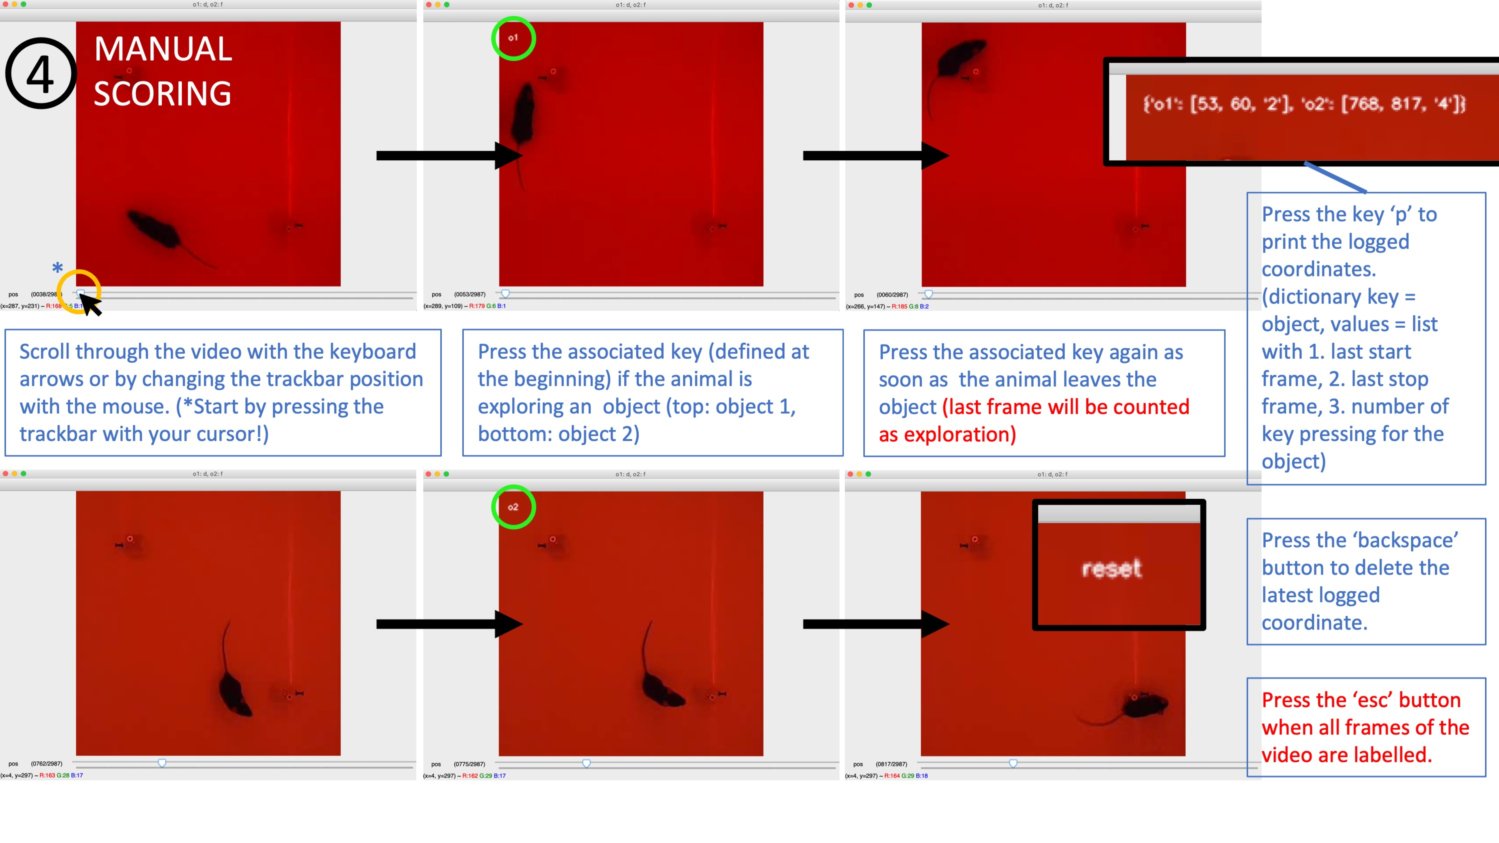 o1: d, o2: f
o1: d, o2: f
o1: d, o2: f
4
MANUAL
SCORING
o1
{'o1': [53, 60, '2'], 'o2': [768, 817, '4']}
*
pos (0038/298
(x=287, y=231) ~ R:168 G:5 B:1
pos (0053/2987)
(x=289, y=109) ~ R:179 G:6 B:1
pos (0060/2987)
(x=266, y=147) ~ R:185 G:8 B:2
Scroll through the video with the keyboard
arrows or by changing the trackbar position
with the mouse. (*Start by pressing the
trackbar with your cursor!)
Press the associated key (defined at
the beginning) if the animal is
exploring an object (top: object 1,
bottom: object 2)
Press the associated key again as
soon as the animal leaves the
object (last frame will be counted
as exploration)
Press the key ‘p’ to
print the logged
coordinates.
(dictionary key =
object, values = list
with 1. last start
frame, 2. last stop
frame, 3. number of
key pressing for the
object)
o1: d, o2: f
o1: d, o2: f
o1: d, o2: f
o2
reset
Press the ‘backspace’
button to delete the
latest logged
coordinate.
Press the ‘esc’ button
when all frames of the
video are labelled.
pos (0762/2987)
(x=4, y=297) ~ R:163 G:28 B:17
pos (0775/2987)
(x=4, y=297) ~ R:162 G:29 B:17
pos (0817/2987)
(x=4, y=297) ~ R:164 G:29 B:18